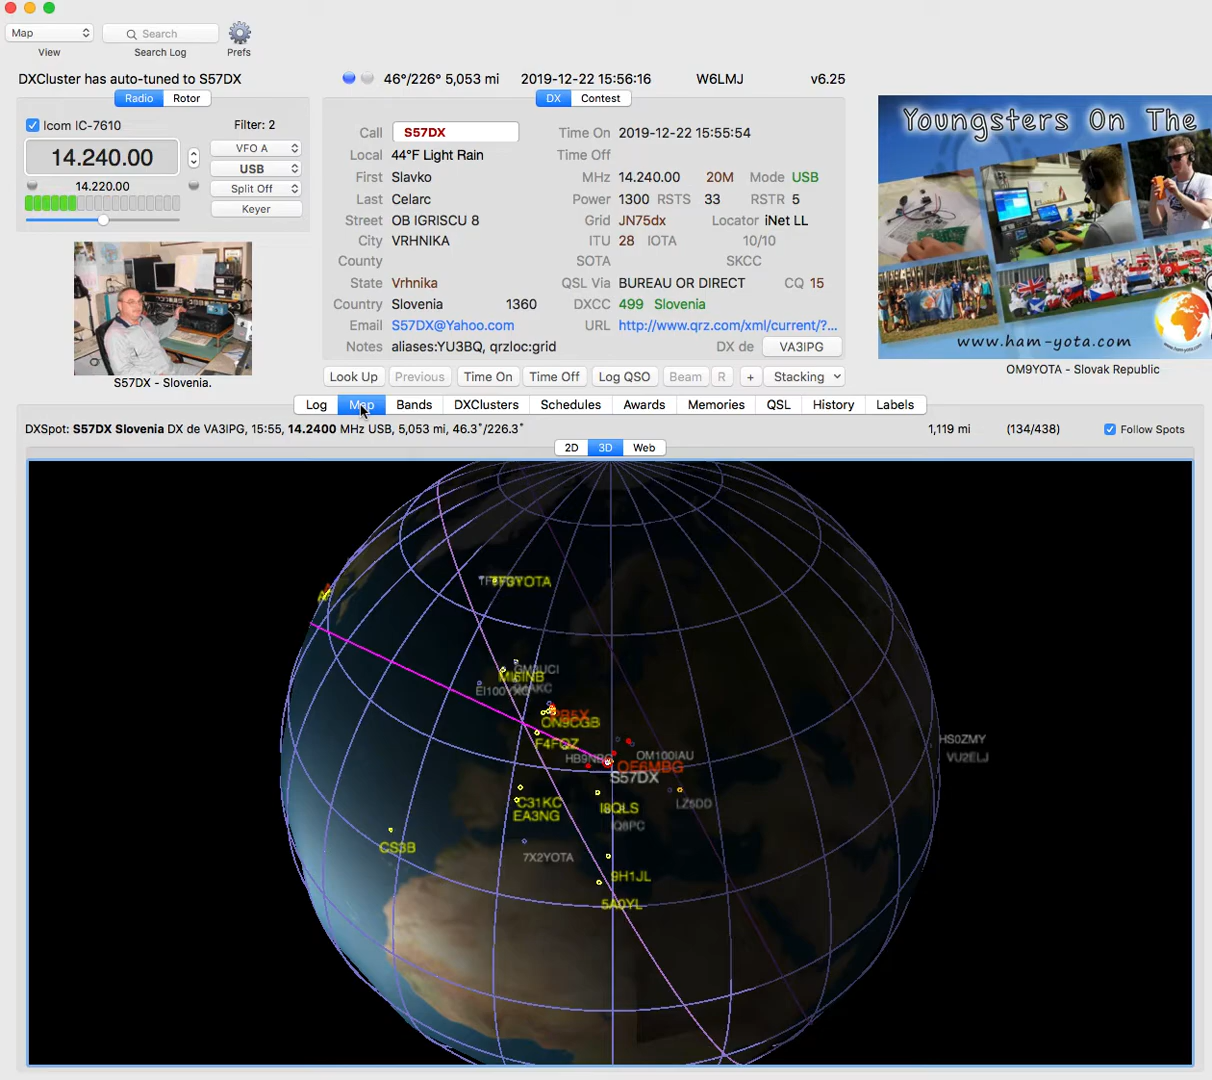 Map
Search
View
Search Log
Prefs
DXCluster has auto-tuned to S57DX
46°/226° 5,053 mi
2019-12-22 15:56:16
W6LMJ
v6.25
Radio
Rotor
Icom IC-7610
Filter: 2
14.240.00
VFO A
USB
14.220.00
Split Off
Keyer
S57DX - Slovenia.
DX
Contest
Call S57DX Time On 2019-12-22 15:55:54
Local 44°F Light Rain Time Off
First Slavko MHz 14.240.00 20M Mode USB
Last Celarc Power 1300 RSTS 33 RSTR 5
Street OB IGRISCU 8 Grid JN75dx Locator iNet LL
City VRHNIKA ITU 28 IOTA 10/10
County SOTA SKCC
State Vrhnika QSL Via BUREAU OR DIRECT CQ 15
Country Slovenia 1360 DXCC 499 Slovenia
Email S57DX@Yahoo.com URL http://www.qrz.com/xml/current/?...
Notes aliases:YU3BQ, qrzloc:grid DX de VA3IPG
Look Up Previous Time On Time Off Log QSO Beam R + Stacking
Youngsters On The
www.ham-yota.com
OM9YOTA - Slovak Republic
Log Map Bands DXClusters Schedules Awards Memories QSL History Labels
DXSpot: S57DX Slovenia DX de VA3IPG, 15:55, 14.2400 MHz USB, 5,053 mi, 46.3°/226.3°
1,119 mi
(134/438)
Follow Spots
2D 3D Web
GM3UCI
ON9CGB
F4FQZ
HB9NBG
OM100IAU
OE6MBG
S57DX
HS0ZMY
VU2ELJ
C31KC
EA3NG
I8QLS
LZ6DD
Q8PC
CS3B
7X2YOTA
9H1JL
5A0YL